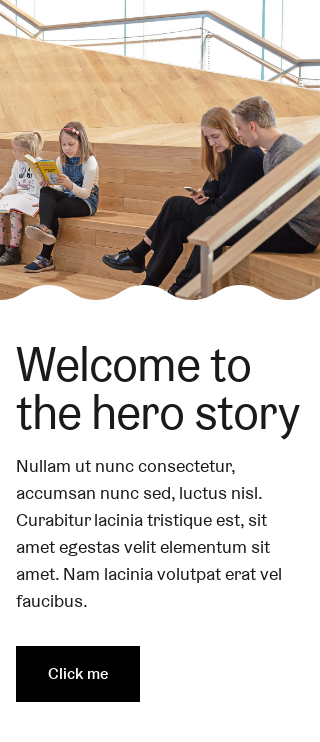 Welcome to
the hero story
Nullam ut nunc consectetur,
accumsan nunc sed, luctus nisl.
Curabitur lacinia tristique est, sit
amet egestas velit elementum sit
amet. Nam lacinia volutpat erat vel
faucibus.
Click me